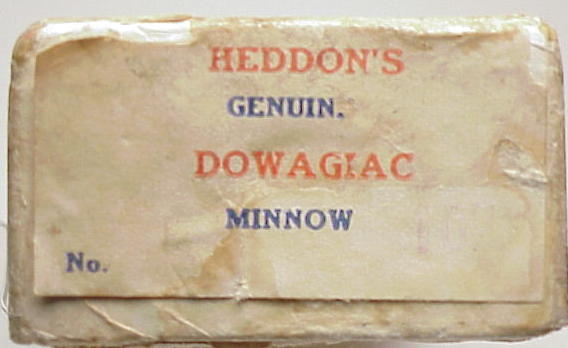 HEDDON'S
GENUIN.
DOWAGIAC
MINNOW
No.